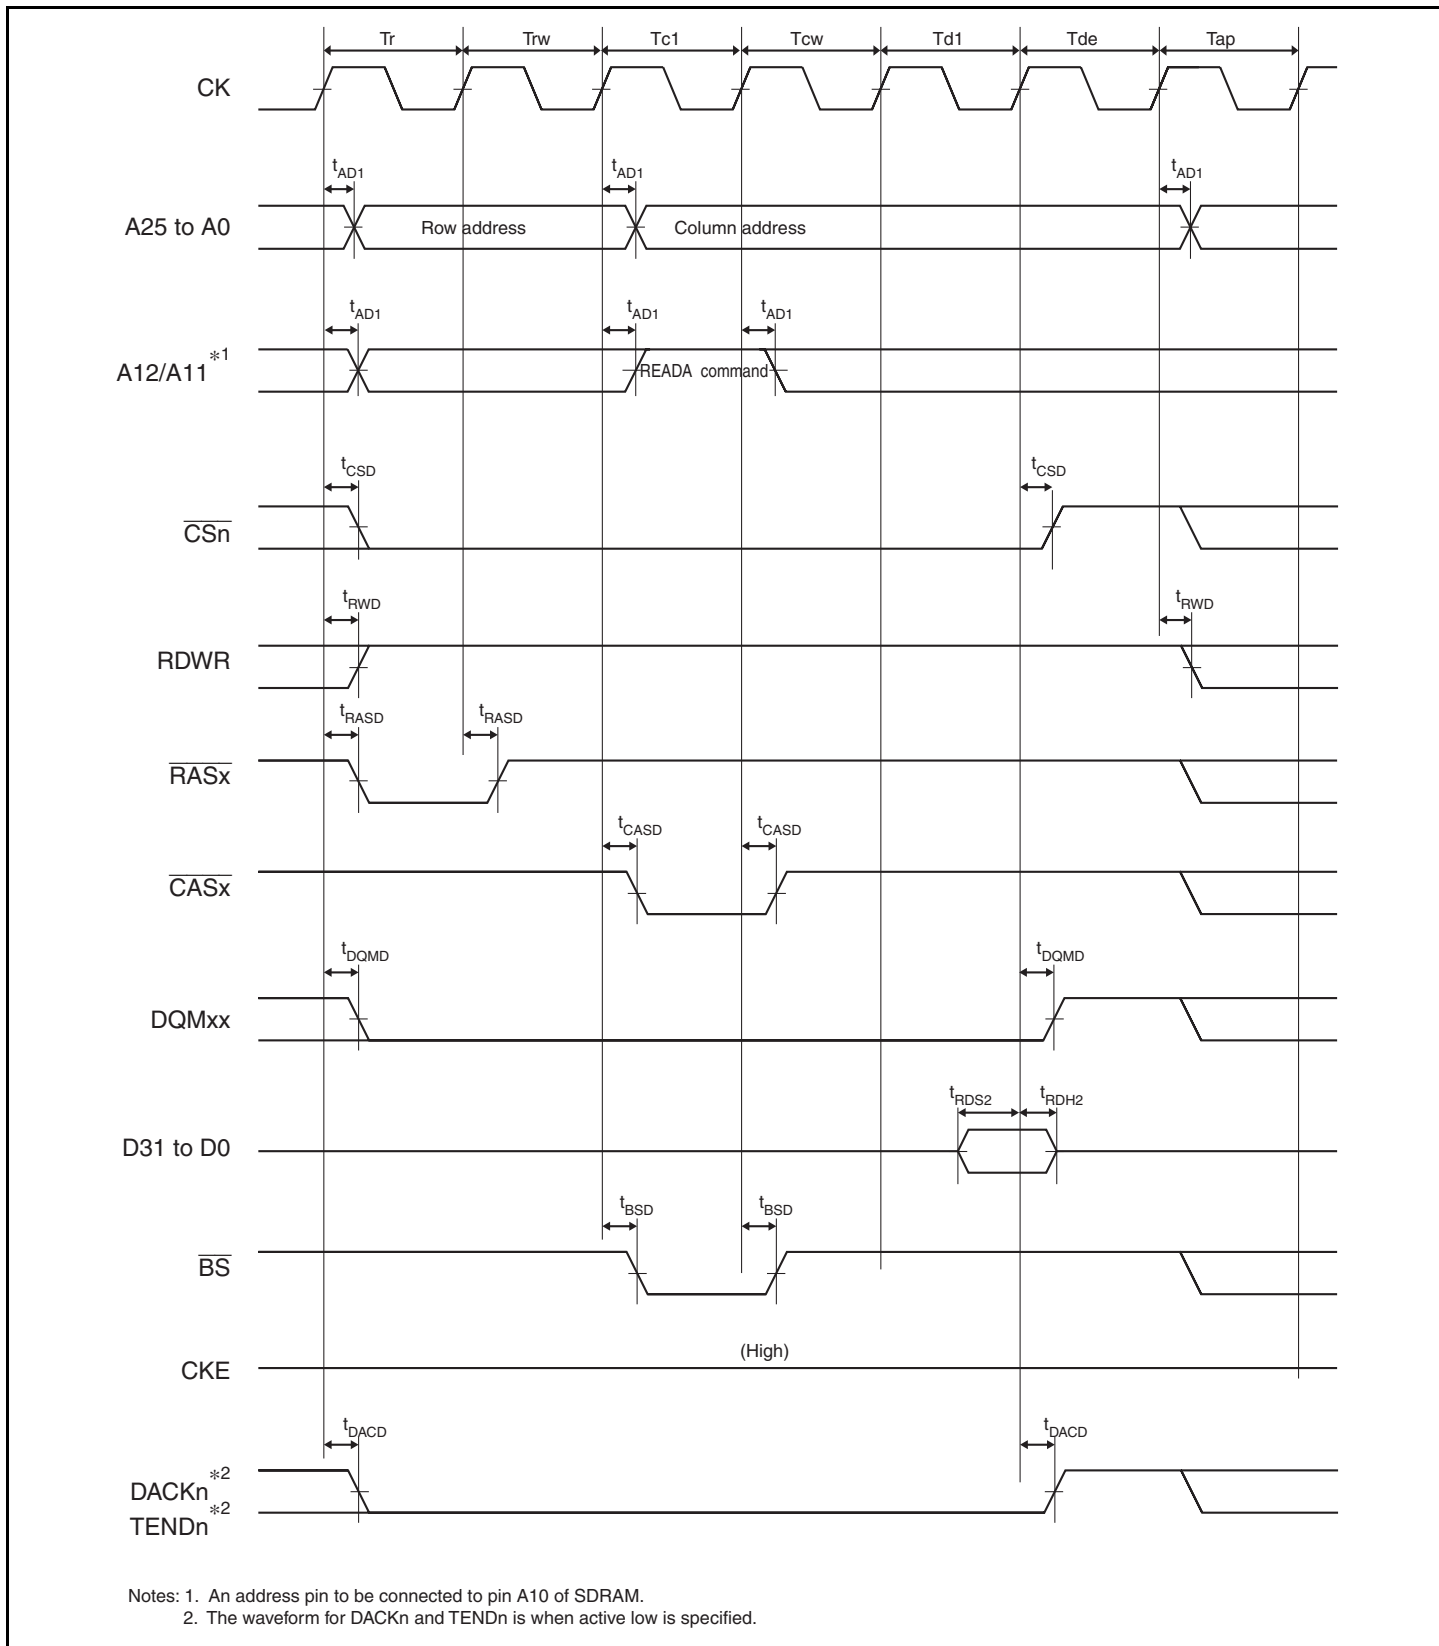 Tr Trw Tc1 Tcw Td1 Tde Tap
CK
tAD1 tAD1 tAD1
A25 to A0 Row address Column address
tAD1 tAD1 tAD1
A12/A11*1 READA command
tCSD tCSD
CSn
tRWD tRWD
RDWR
tRASD tRASD
RASx
tCASD tCASD
CASx
tDQMD tDQMD
DQMxx
tRDS2 tRDH2
D31 to D0
tBSD tBSD
BS
(High)
CKE
tDACD tDACD
DACKn*2
TENDn*2
Notes: 1. An address pin to be connected to pin A10 of SDRAM.
2. The waveform for DACKn and TENDn is when active low is specified.